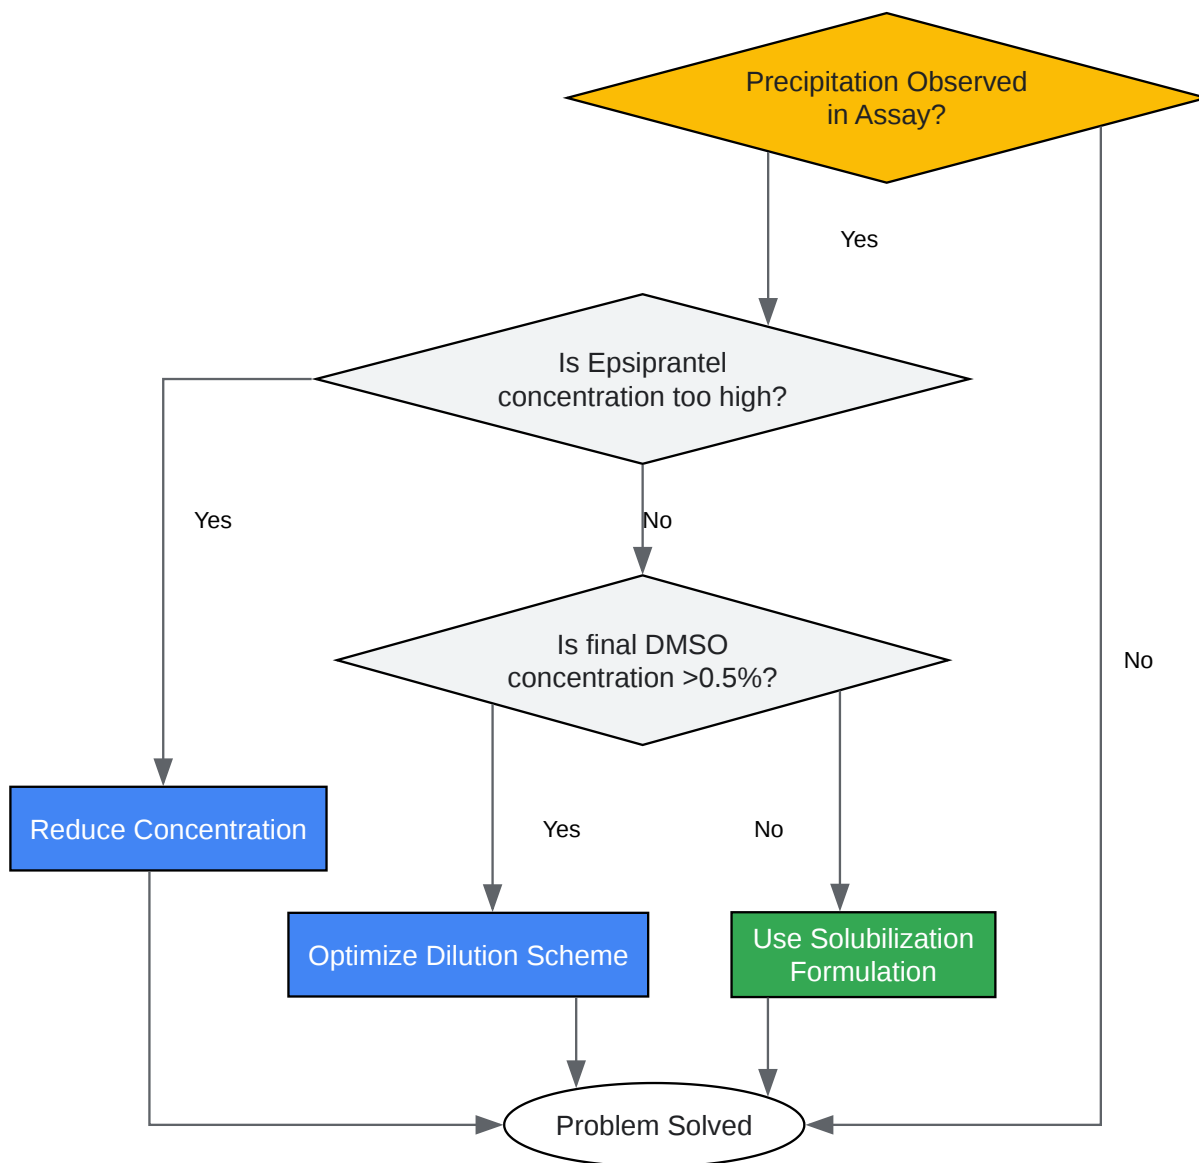 Precipitation Observed
in Assay?
Yes
Is Epsiprantel
concentration too high?
Yes
No
Is final DMSO
concentration >0.5%?
No
Reduce Concentration
Yes
No
Optimize Dilution Scheme
Use Solubilization
Formulation
Problem Solved